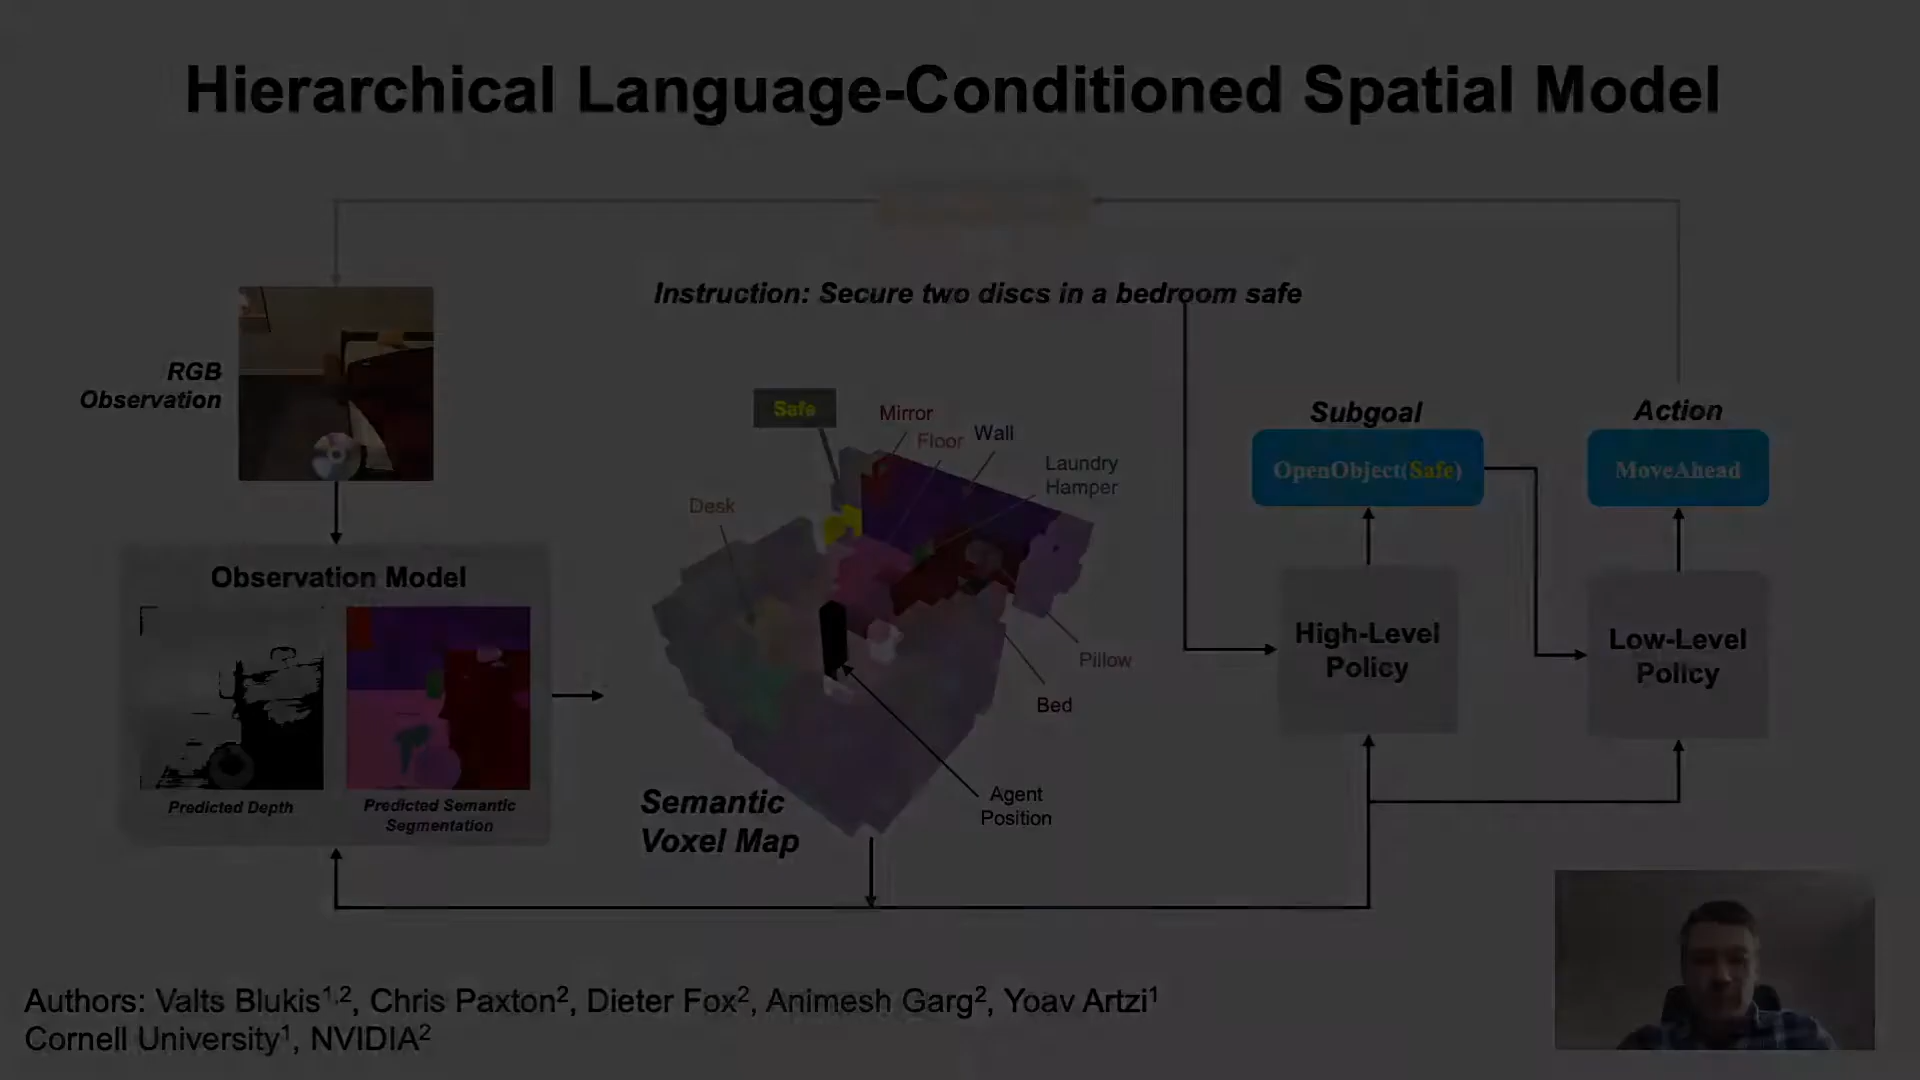 Hierarchical Language-Conditioned Spatial Model
Instruction: Secure two discs in a bedroom safe
RGB
Observation
Observation Model
Predicted Depth
Predicted Semantic
Segmentation
Safe
Mirror
Floor
Wall
Laundry
Hamper
Desk
Pillow
Bed
Agent
Position
Semantic
Voxel Map
Subgoal
OpenObject(Safe)
High-Level
Policy
Action
MoveAhead
Low-Level
Policy
Authors: Valts Blukis1,2, Chris Paxton2, Dieter Fox2, Animesh Garg2, Yoav Artzi1
Cornell University1, NVIDIA2